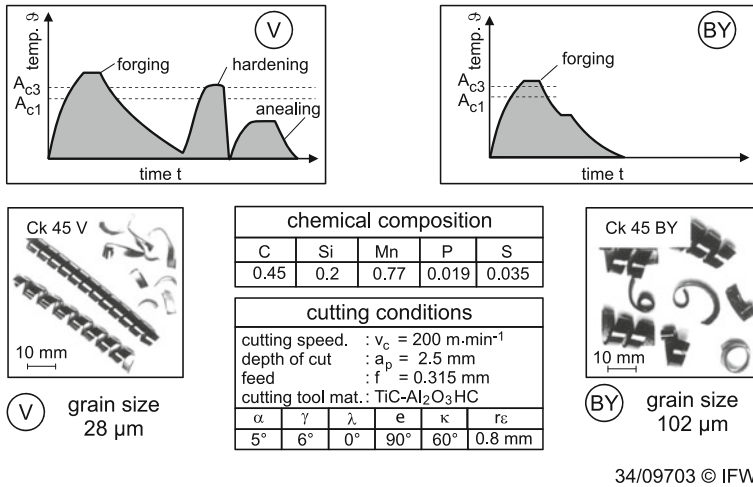 temp. ϑ
V
forging
hardening
Ac3
Ac1
anealing
time t
temp. ϑ
BY
forging
Ac3
Ac1
time t
Ck 45 V
10 mm
V grain size
28 µm
chemical composition
C Si Mn P S
0.45 0.2 0.77 0.019 0.035
cutting conditions
cutting speed. : vc = 200 m·min-1
depth of cut : ap = 2.5 mm
feed : f = 0.315 mm
cutting tool mat.: TiC-Al2O3HC
α γ λ e κ rε
5° 6° 0° 90° 60° 0.8 mm
Ck 45 BY
10 mm
BY grain size
102 µm
34/09703 © IFW